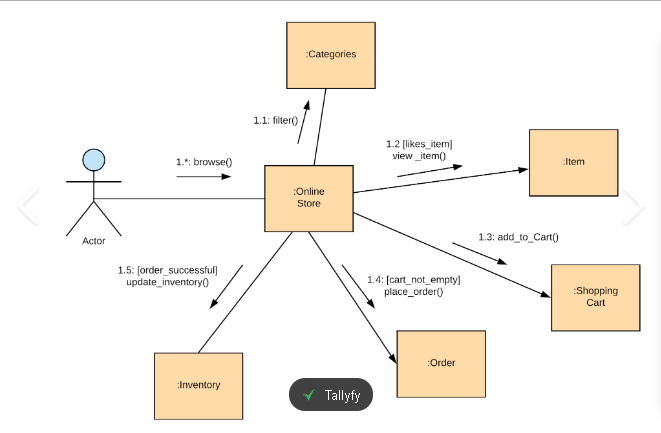 :Categories
1.1: filter()
1.2 [likes_item]
view _item()
:Item
1.*: browse()
:Online
Store
Actor
1.3: add_to_Cart()
:Shopping
Cart
1.5: [order_successful]
update_inventory()
1.4: [cart_not_empty]
place_order()
:Inventory
:Order
Tallyfy